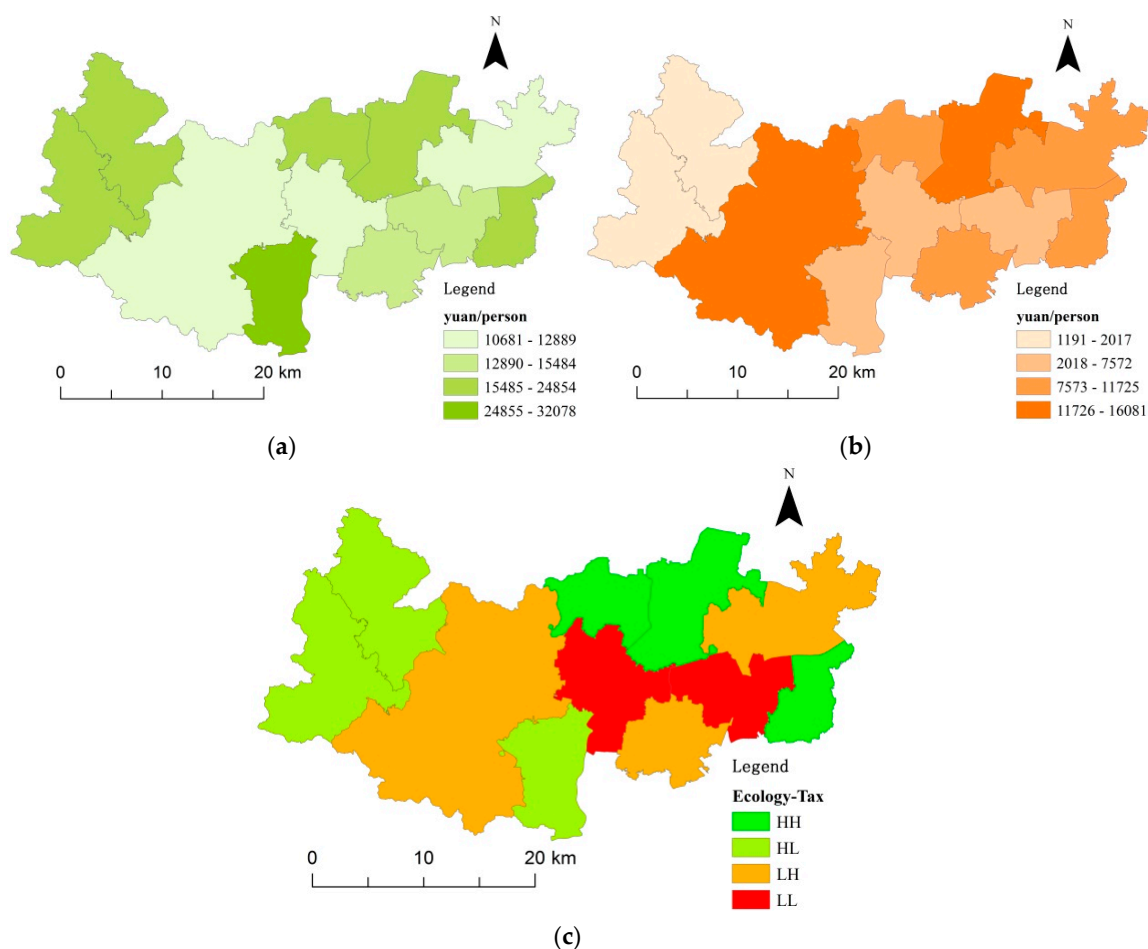 N
Legend
yuan/person
10681 - 12889
12890 - 15484
15485 - 24854
24855 - 32078
0 10 20 km
(a)
N
Legend
yuan/person
1191 - 2017
2018 - 7572
7573 - 11725
11726 - 16081
0 10 20 km
(b)
N
Legend
Ecology-Tax
HH
HL
LH
LL
0 10 20 km
(c)